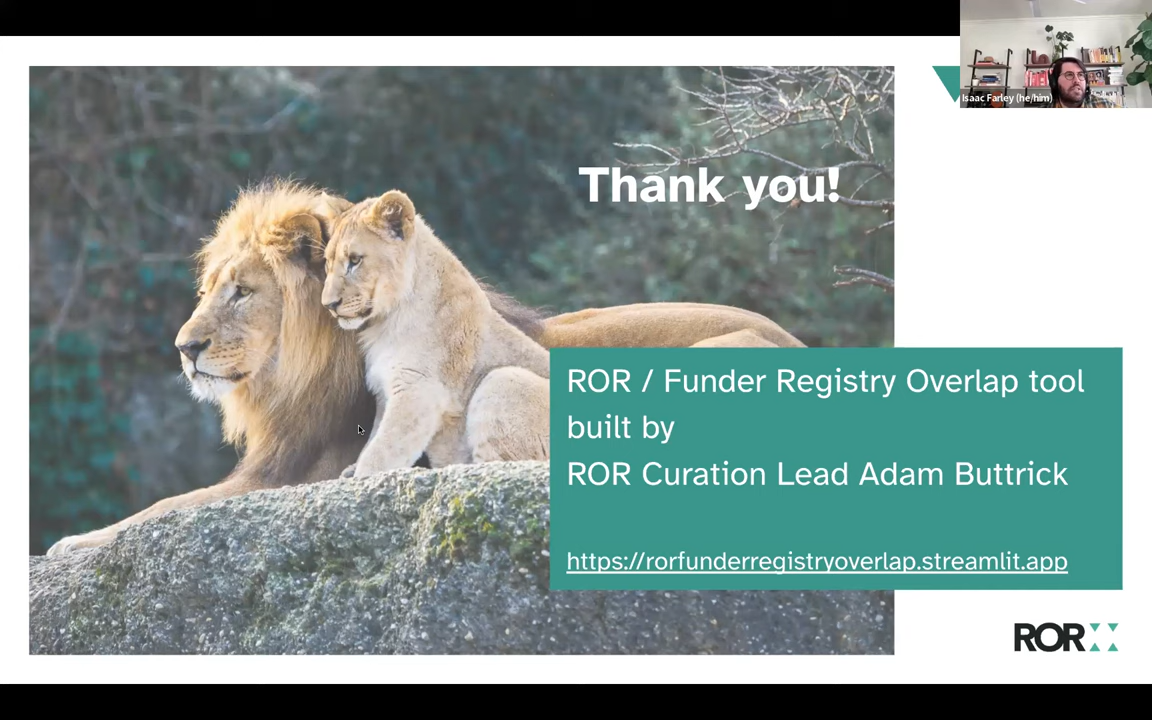 Isaac Farley (he/him)
Thank you!
ROR / Funder Registry Overlap tool
built by
ROR Curation Lead Adam Buttrick
https://rorfunderregistryoverlap.streamlit.app
ROR